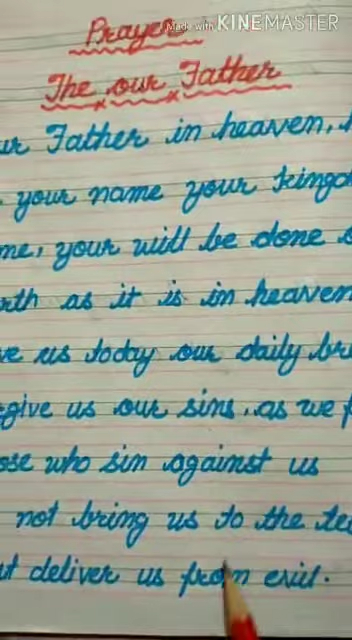 Made with KINEMASTER
Prayer
The our Father
Father in heaven,
your name your
your will be done
as it is in heaven
us today our daily
us our sins, as we
who sin against us
not bring us to the
deliver us from evil.